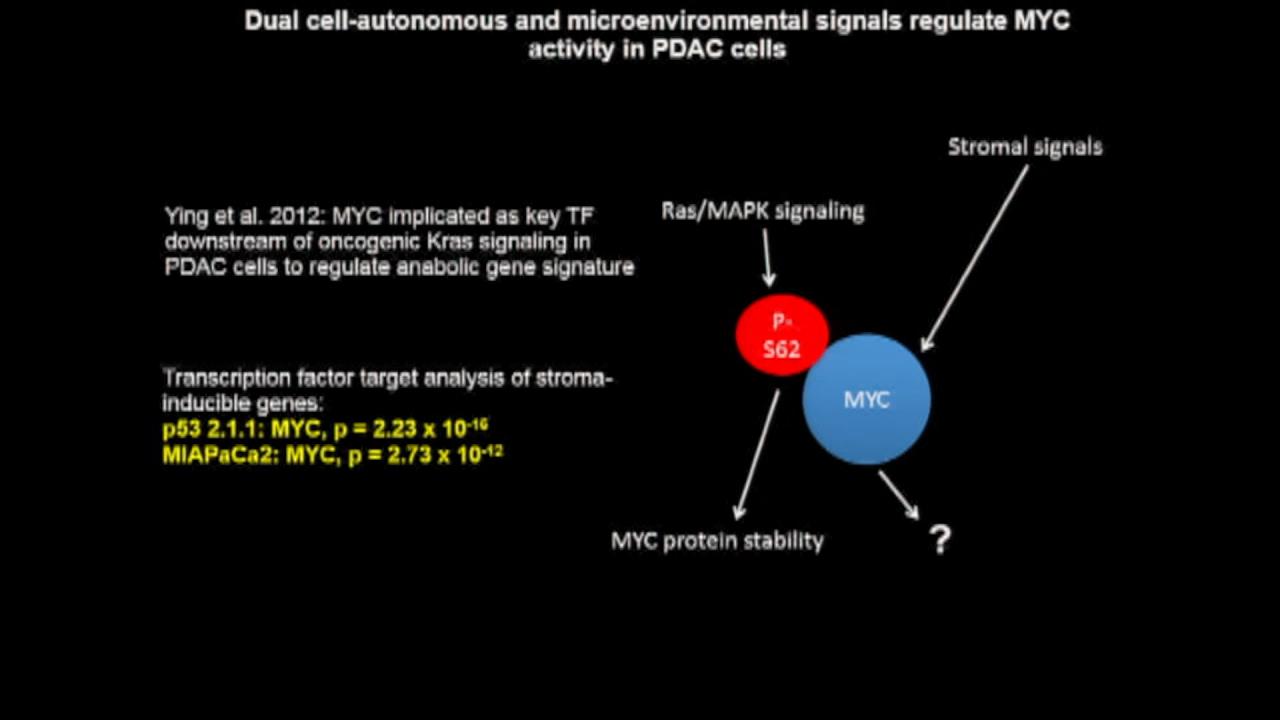 Dual cell-autonomous and microenvironmental signals regulate MYC
activity in PDAC cells
Stromal signals
Ying et al. 2012: MYC implicated as key TF
downstream of oncogenic Kras signaling in
PDAC cells to regulate anabolic gene signature
Ras/MAPK signaling
P-
S62
MYC
Transcription factor target analysis of stroma-
inducible genes:
p53 2.1.1: MYC, p = 2.23 x 10⁻¹⁶
MIAPaCa2: MYC, p = 2.73 x 10⁻¹²
MYC protein stability
?